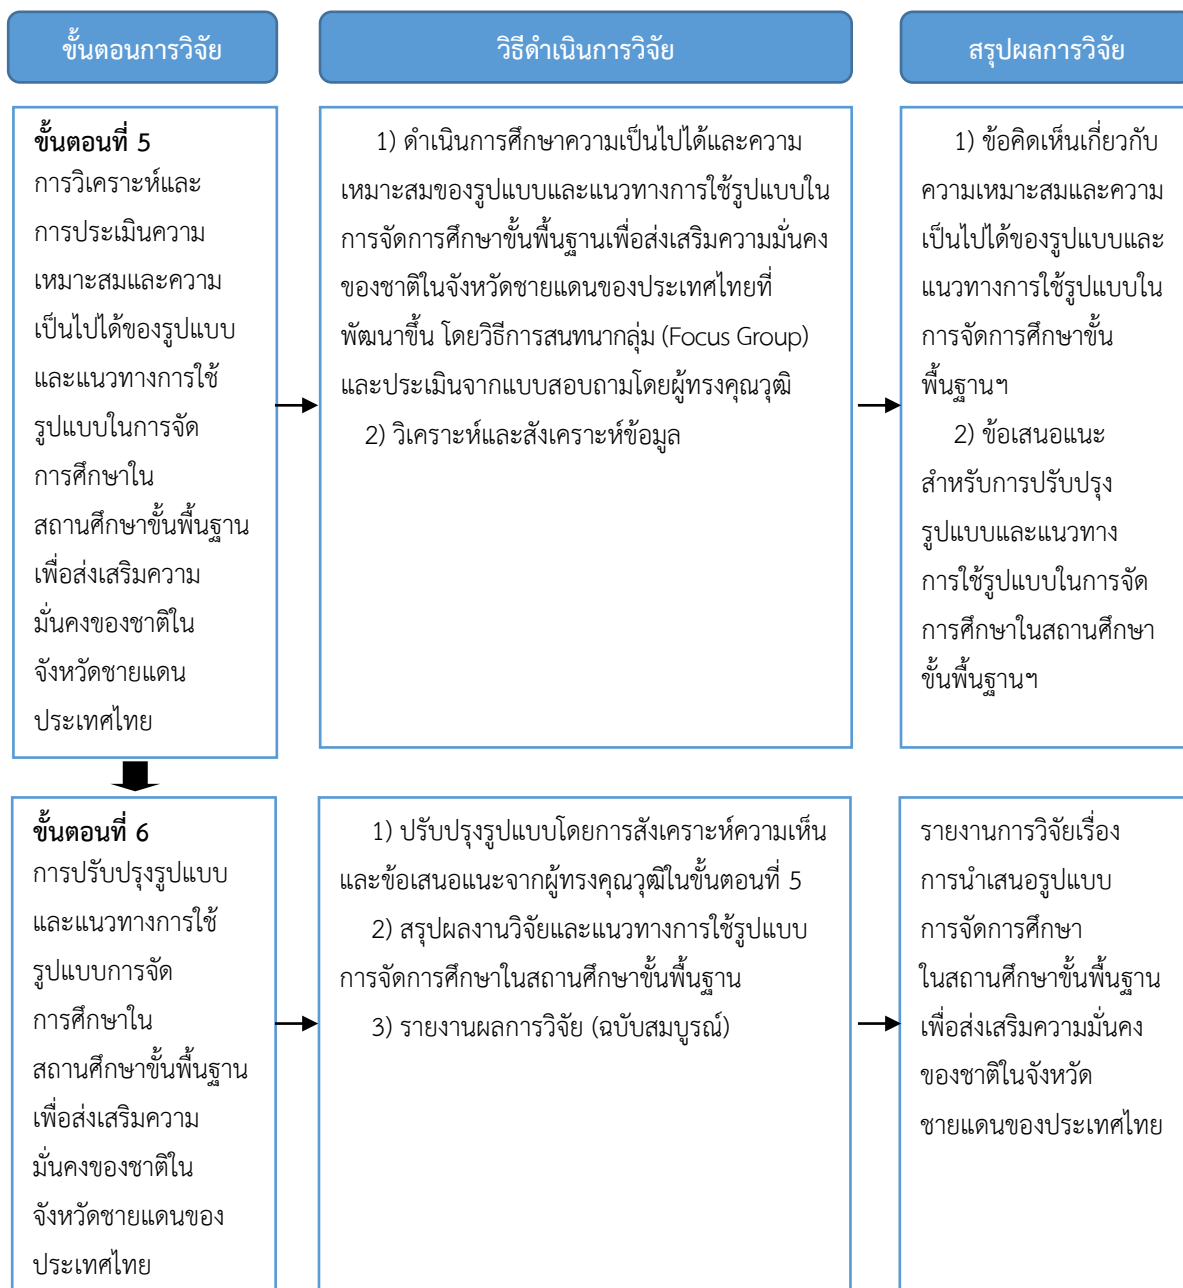 ขั้นตอนการวิจัย
วิธีดำเนินการวิจัย
สรุปผลการวิจัย
ขั้นตอนที่ 5
การวิเคราะห์และ
การประเมินความ
เหมาะสมและความ
เป็นไปได้ของรูปแบบ
และแนวทางการใช้
รูปแบบในการจัด
การศึกษาใน
สถานศึกษาขั้นพื้นฐาน
เพื่อส่งเสริมความ
มั่นคงของชาติใน
จังหวัดชายแดน
ประเทศไทย
1) ดำเนินการศึกษาความเป็นไปได้และความ
เหมาะสมของรูปแบบและแนวทางการใช้รูปแบบใน
การจัดการศึกษาขั้นพื้นฐานเพื่อส่งเสริมความมั่นคง
ของชาติในจังหวัดชายแดนของประเทศไทยที่
พัฒนาขึ้น โดยวิธีการสนทนากลุ่ม (Focus Group)
และประเมินจากแบบสอบถามโดยผู้ทรงคุณวุฒิ
2) วิเคราะห์และสังเคราะห์ข้อมูล
1) ข้อคิดเห็นเกี่ยวกับ
ความเหมาะสมและความ
เป็นไปได้ของรูปแบบและ
แนวทางการใช้รูปแบบใน
การจัดการศึกษาขั้น
พื้นฐานฯ
2) ข้อเสนอแนะ
สำหรับการปรับปรุง
รูปแบบและแนวทาง
การใช้รูปแบบในการจัด
การศึกษาในสถานศึกษา
ขั้นพื้นฐานฯ
ขั้นตอนที่ 6
การปรับปรุงรูปแบบ
และแนวทางการใช้
รูปแบบการจัด
การศึกษาใน
สถานศึกษาขั้นพื้นฐาน
เพื่อส่งเสริมความ
มั่นคงของชาติใน
จังหวัดชายแดนของ
ประเทศไทย
1) ปรับปรุงรูปแบบโดยการสังเคราะห์ความเห็น
และข้อเสนอแนะจากผู้ทรงคุณวุฒิในขั้นตอนที่ 5
2) สรุปผลงานวิจัยและแนวทางการใช้รูปแบบ
การจัดการศึกษาในสถานศึกษาขั้นพื้นฐาน
3) รายงานผลการวิจัย (ฉบับสมบูรณ์)
รายงานการวิจัยเรื่อง
การนำเสนอรูปแบบ
การจัดการศึกษา
ในสถานศึกษาขั้นพื้นฐาน
เพื่อส่งเสริมความมั่นคง
ของชาติในจังหวัด
ชายแดนของประเทศไทย